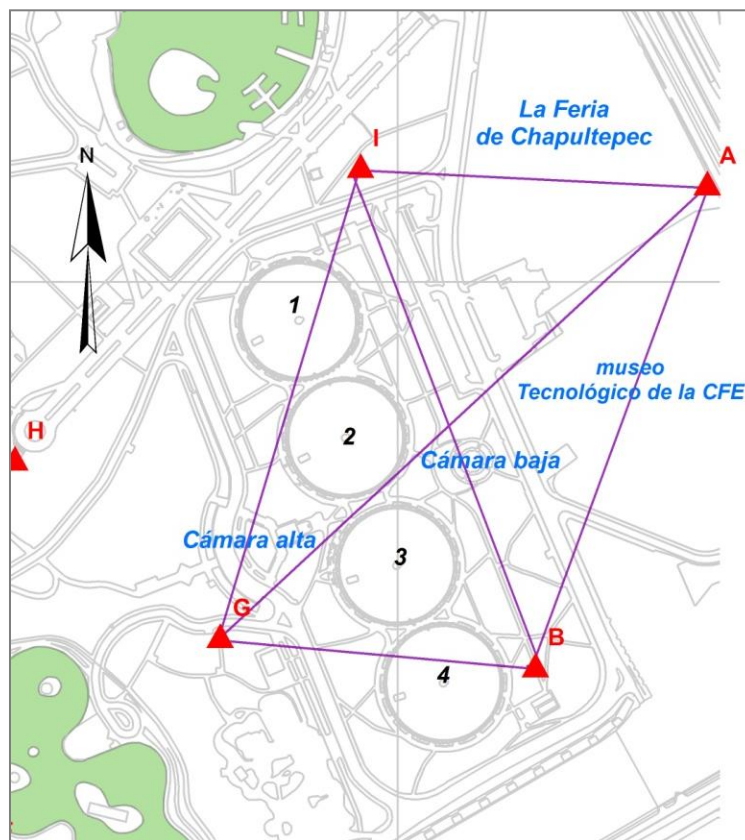 La Feria
de Chapultepec
I
A
N
1
museo
Tecnológico de la CFE
H
2
Cámara baja
Cámara alta
3
G
B
4